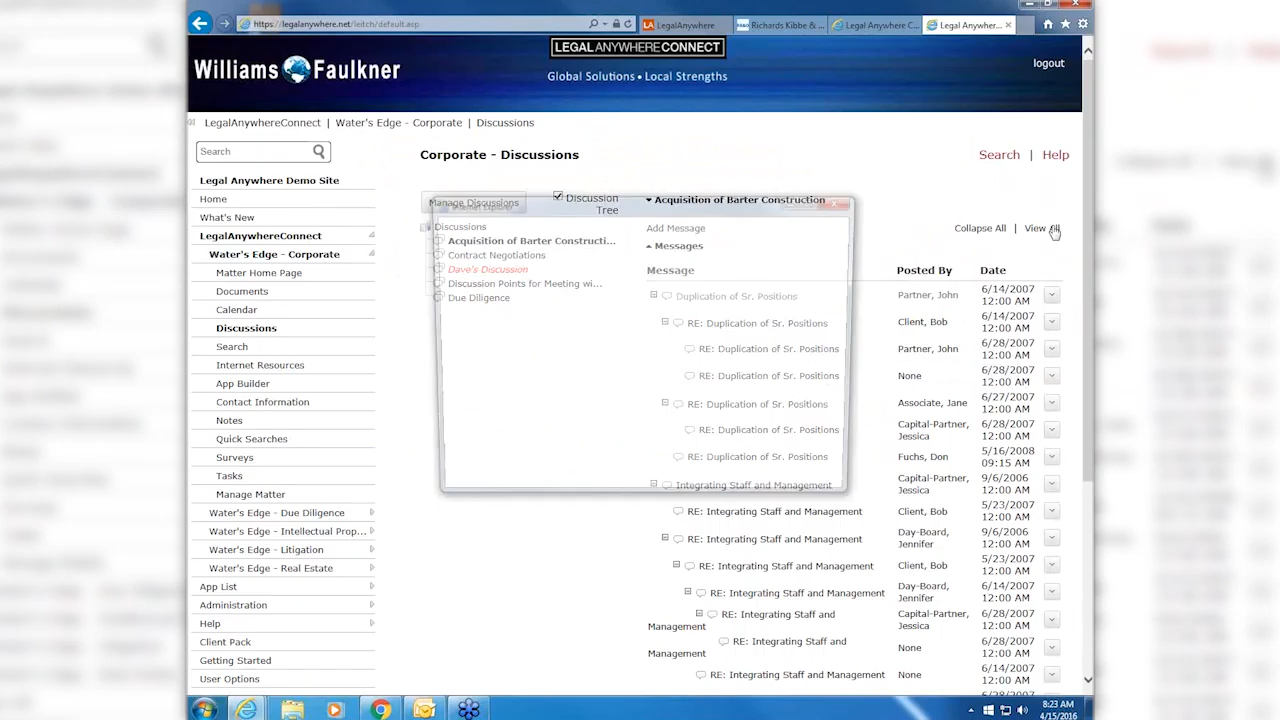 https://legalanywhere.net/leitch/default.asp
LegalAnywhere
Richards Kibbe & ...
Legal Anywhere C...
Legal Anywher...
LEGALANYWHERECONNECT
Williams Faulkner
Global Solutions • Local Strengths
logout
LegalAnywhereConnect | Water's Edge - Corporate | Discussions
Search
Corporate - Discussions
Search | Help
Legal Anywhere Demo Site
Home
What's New
LegalAnywhereConnect
Water's Edge - Corporate
Matter Home Page
Documents
Calendar
Discussions
Search
Internet Resources
App Builder
Contact Information
Notes
Quick Searches
Surveys
Tasks
Manage Matter
Water's Edge - Due Diligence
Water's Edge - Intellectual Prop...
Water's Edge - Litigation
Water's Edge - Real Estate
App List
Administration
Help
Client Pack
Getting Started
User Options
Manage Discussions
Discussion Tree
Discussions
Acquisition of Barter Constructi...
Contract Negotiations
Dave's Discussion
Discussion Points for Meeting wi...
Due Diligence
Acquisition of Barter Construction
Add Message
Collapse All | View All
Messages
Message Posted By Date
Duplication of Sr. Positions Partner, John 6/14/2007 12:00 AM
RE: Duplication of Sr. Positions Client, Bob 6/14/2007 12:00 AM
RE: Duplication of Sr. Positions Partner, John 6/28/2007 12:00 AM
RE: Duplication of Sr. Positions None 6/28/2007 12:00 AM
RE: Duplication of Sr. Positions Associate, Jane 6/27/2007 12:00 AM
RE: Duplication of Sr. Positions Capital-Partner, Jessica 6/28/2007 12:00 AM
RE: Duplication of Sr. Positions Fuchs, Don 5/16/2008 09:15 AM
Integrating Staff and Management Capital-Partner, Jessica 9/6/2006 12:00 AM
RE: Integrating Staff and Management Client, Bob 5/23/2007 12:00 AM
RE: Integrating Staff and Management Day-Board, Jennifer 9/6/2006 12:00 AM
RE: Integrating Staff and Management Client, Bob 5/23/2007 12:00 AM
RE: Integrating Staff and Management Day-Board, Jennifer 6/14/2007 12:00 AM
RE: Integrating Staff and Management Capital-Partner, Jessica 6/28/2007 12:00 AM
RE: Integrating Staff and Management None 6/28/2007 12:00 AM
RE: Integrating Staff and Management None 6/14/2007 12:00 AM
8:23 AM
4/15/2016